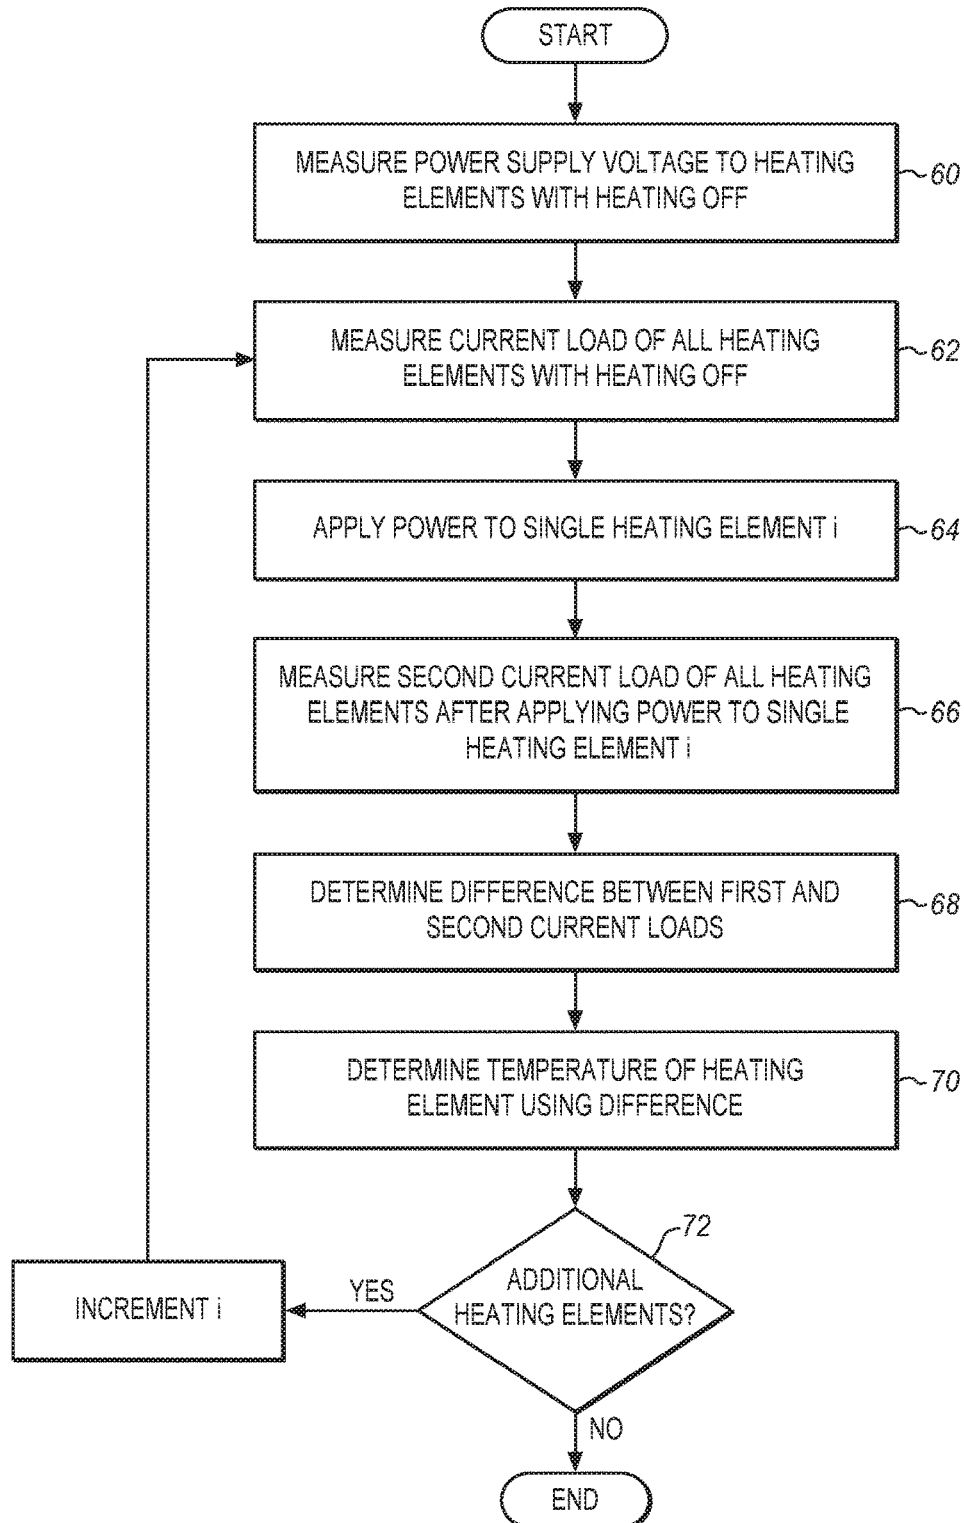 START
MEASURE POWER SUPPLY VOLTAGE TO HEATING
ELEMENTS WITH HEATING OFF
60
MEASURE CURRENT LOAD OF ALL HEATING
ELEMENTS WITH HEATING OFF
62
APPLY POWER TO SINGLE HEATING ELEMENT i
64
MEASURE SECOND CURRENT LOAD OF ALL HEATING
ELEMENTS AFTER APPLYING POWER TO SINGLE
HEATING ELEMENT i
66
DETERMINE DIFFERENCE BETWEEN FIRST AND
SECOND CURRENT LOADS
68
DETERMINE TEMPERATURE OF HEATING
ELEMENT USING DIFFERENCE
70
72
ADDITIONAL
HEATING ELEMENTS?
YES
INCREMENT i
NO
END